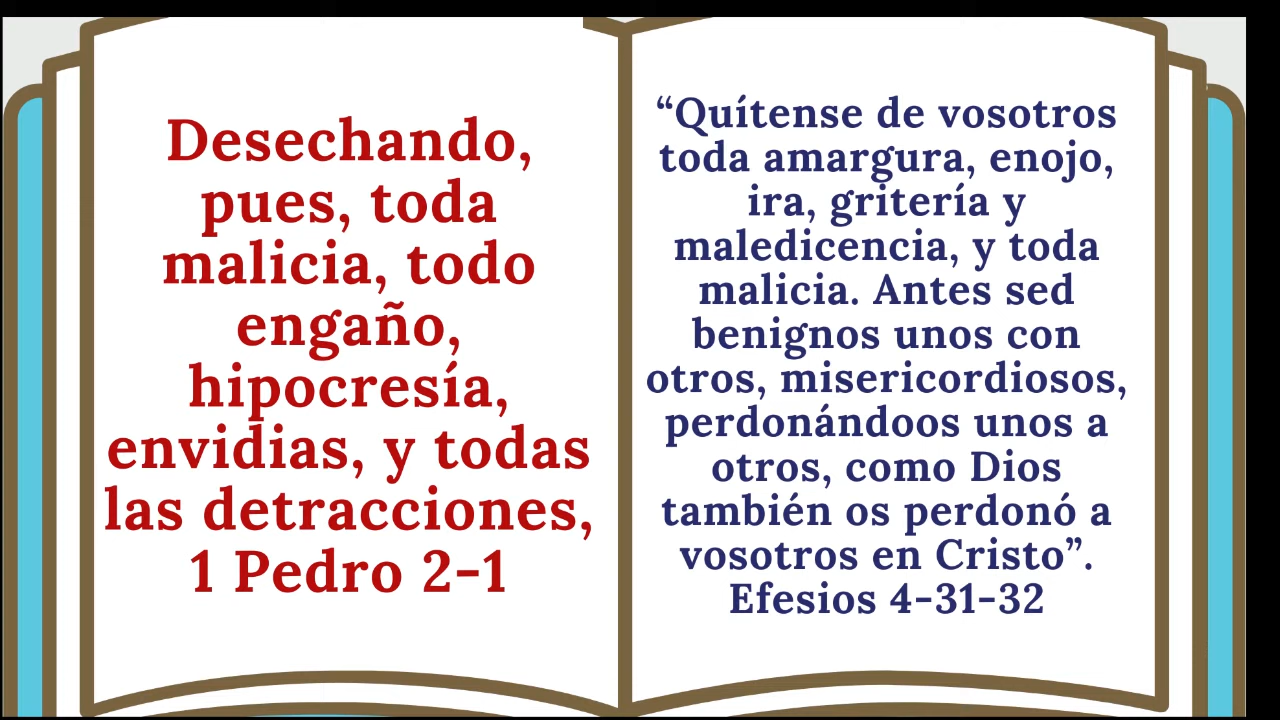 Desechando,
pues, toda
malicia, todo
engaño,
hipocresía,
envidias, y todas
las detracciones,
1 Pedro 2-1
“Quítense de vosotros
toda amargura, enojo,
ira, gritería y
maledicencia, y toda
malicia. Antes sed
benignos unos con
otros, misericordiosos,
perdonándoos unos a
otros, como Dios
también os perdonó a
vosotros en Cristo”.
Efesios 4-31-32